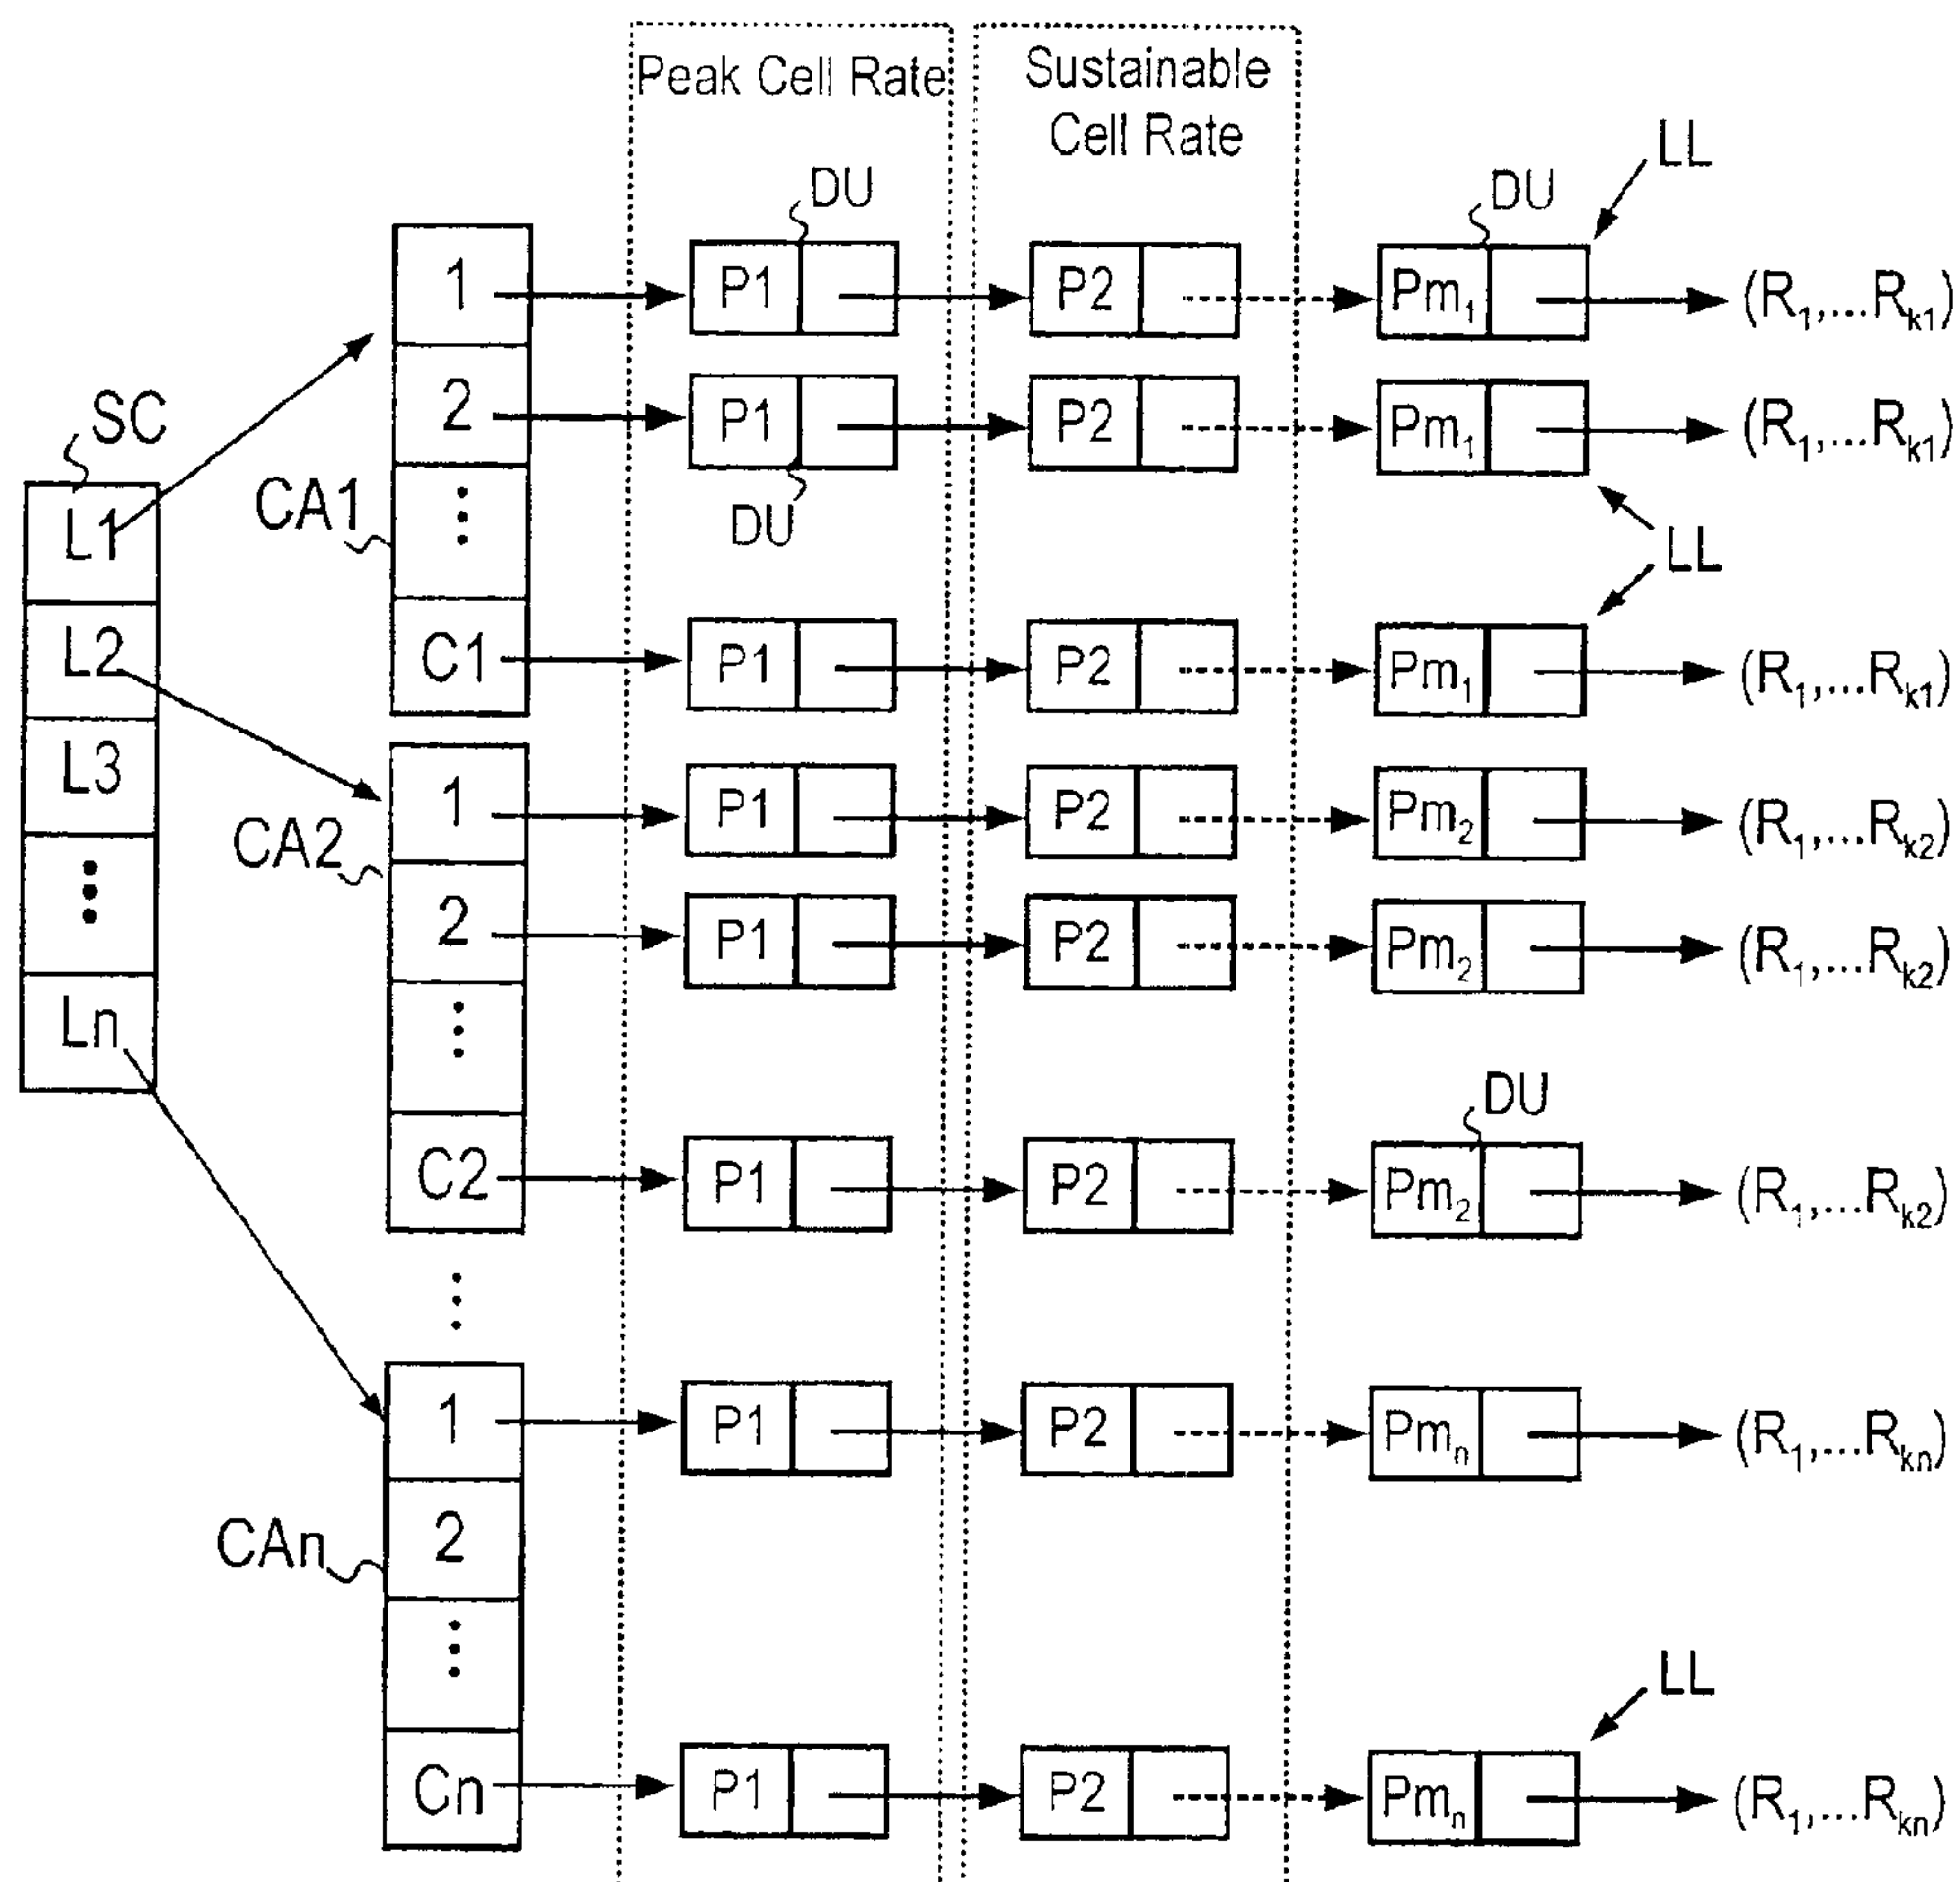 Peak Cell Rate
Sustainable
Cell Rate
LL
DU
DU
1
P1
P2
Pm₁
(R₁,...Rₖ₁)
2
P1
P2
Pm₁
(R₁,...Rₖ₁)
SC
CA1
⋮
DU
LL
L1
C1
P1
P2
Pm₁
(R₁,...Rₖ₁)
L2
L3
1
P1
P2
Pm₂
(R₁,...Rₖ₂)
CA2
⋮
2
P1
P2
Pm₂
(R₁,...Rₖ₂)
Ln
⋮
DU
C2
P1
P2
Pm₂
(R₁,...Rₖ₂)
⋮
1
P1
P2
Pmₙ
(R₁,...Rₖₙ)
CAn
2
⋮
LL
Cn
P1
P2
Pmₙ
(R₁,...Rₖₙ)